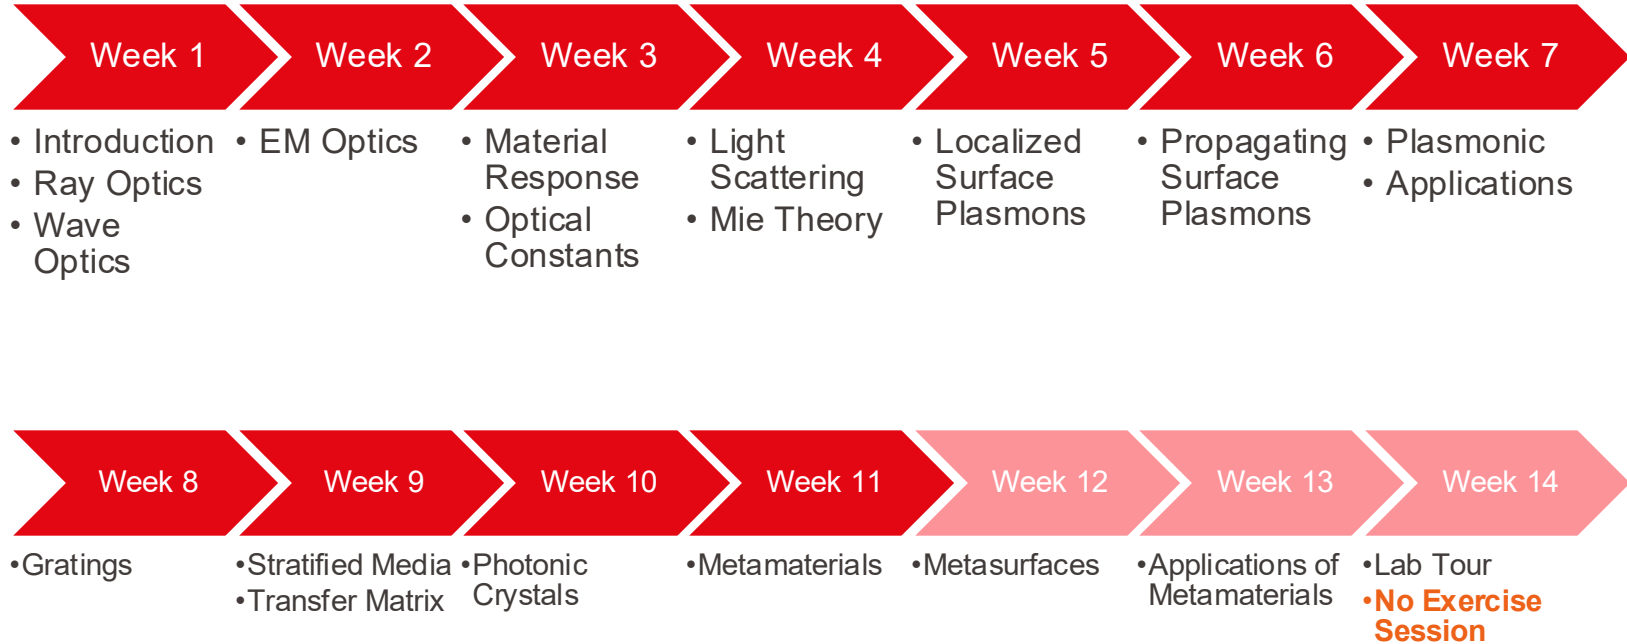 Week 1
Week 2
Week 3
Week 4
Week 5
Week 6
Week 7
• Introduction
• Ray Optics
• Wave
Optics
• EM Optics
• Material
Response
• Optical
Constants
• Light
Scattering
• Mie Theory
• Localized
Surface
Plasmons
• Propagating
Surface
Plasmons
• Plasmonic
• Applications
Week 8
Week 9
Week 10
Week 11
Week 12
Week 13
Week 14
•Gratings
•Stratified Media
•Transfer Matrix
•Photonic
Crystals
•Metamaterials
•Metasurfaces
•Applications of
Metamaterials
•Lab Tour
•No Exercise
Session